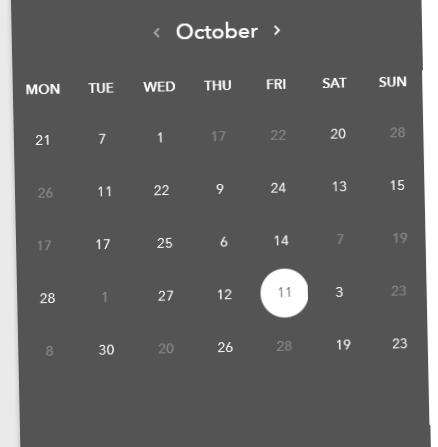 ‹ October ›
MON TUE WED THU FRI SAT SUN
21 7 1 17 22 20 28
26 11 22 9 24 13 15
17 17 25 6 14 7 19
28 1 27 12 11 3 23
8 30 20 26 28 19 23